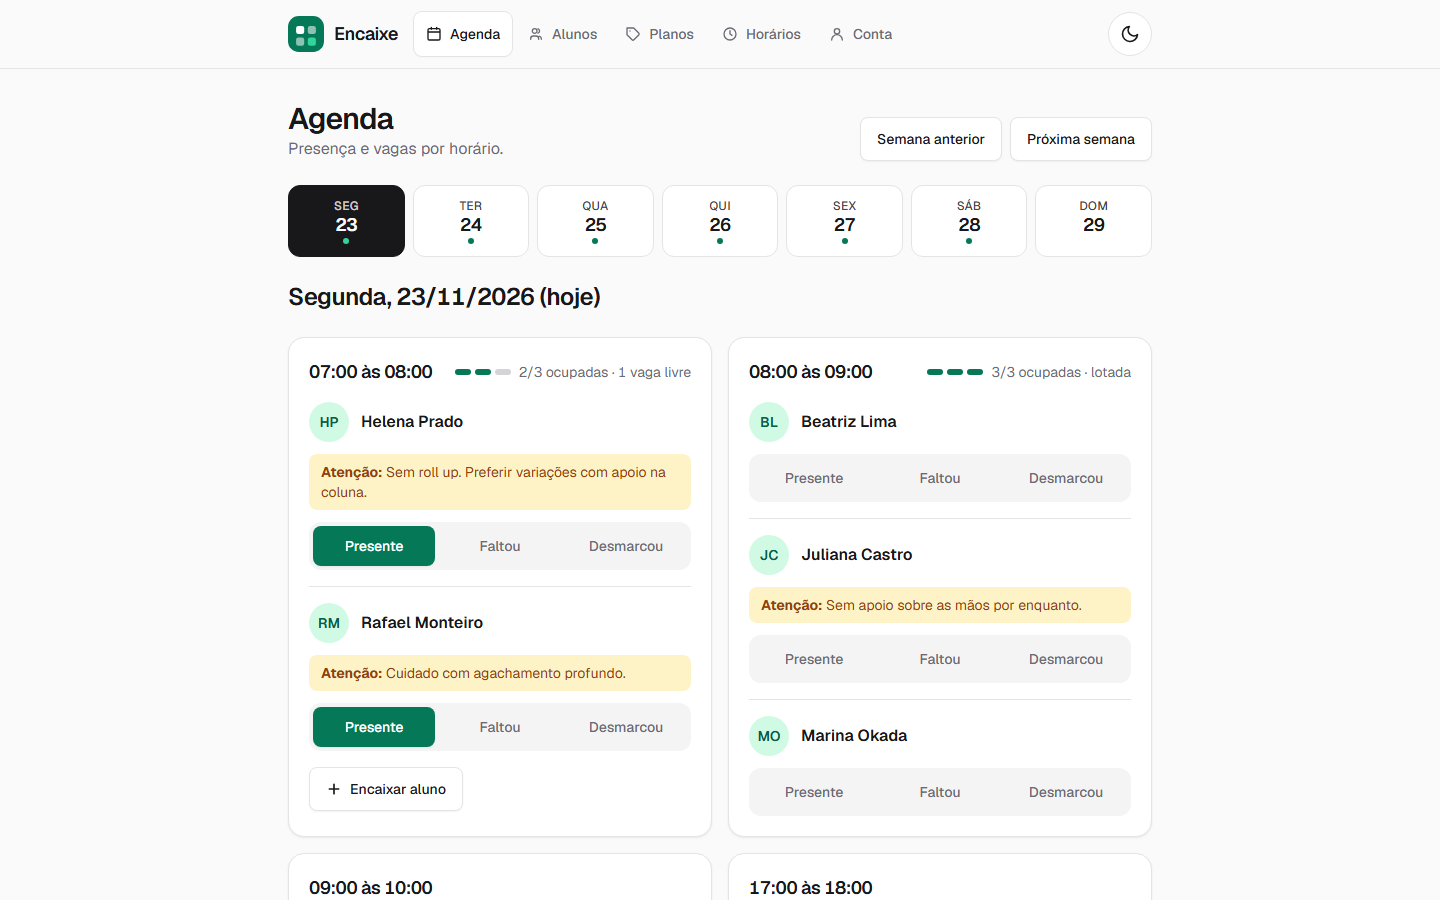 Encaixe
Agenda
Alunos
Planos
Horários
Conta
Agenda
Presença e vagas por horário.
Semana anterior
Próxima semana
SEG
23
TER
24
QUA
25
QUI
26
SEX
27
SÁB
28
DOM
29
Segunda, 23/11/2026 (hoje)
07:00 às 08:00
2/3 ocupadas · 1 vaga livre
HP
Helena Prado
Atenção: Sem roll up. Preferir variações com apoio na
coluna.
Presente
Faltou
Desmarcou
RM
Rafael Monteiro
Atenção: Cuidado com agachamento profundo.
Presente
Faltou
Desmarcou
Encaixar aluno
08:00 às 09:00
3/3 ocupadas · lotada
BL
Beatriz Lima
Presente
Faltou
Desmarcou
JC
Juliana Castro
Atenção: Sem apoio sobre as mãos por enquanto.
Presente
Faltou
Desmarcou
MO
Marina Okada
Presente
Faltou
Desmarcou
09:00 às 10:00
17:00 às 18:00